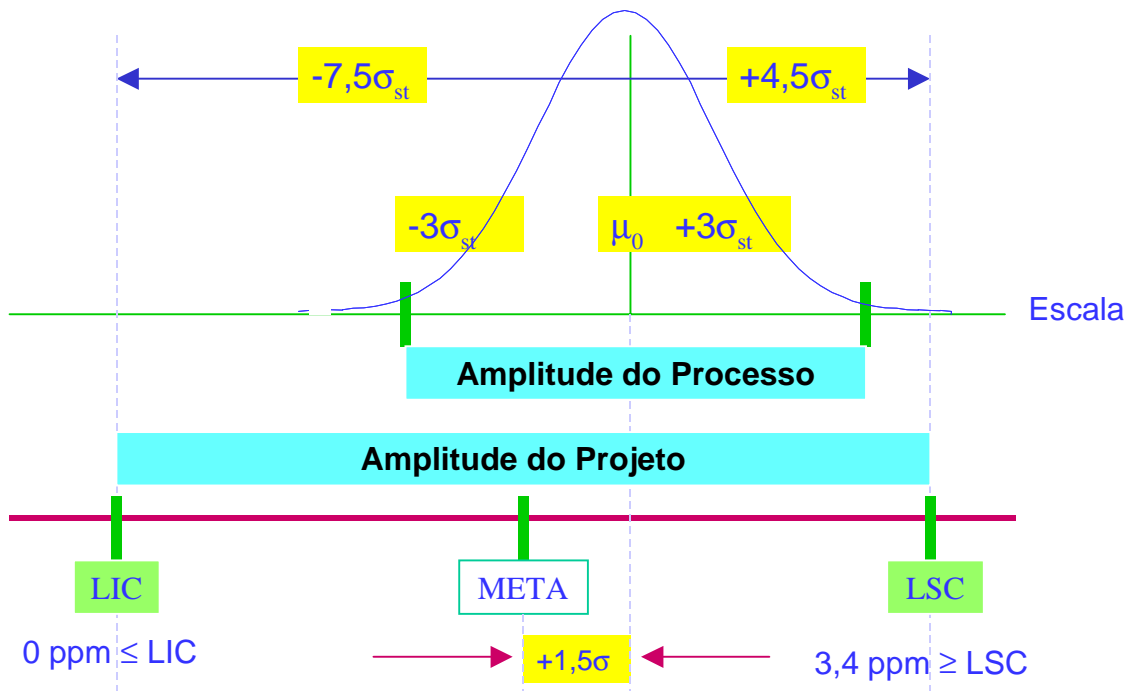 -7,5σst +4,5σst
-3σst μ0 +3σst
Escala
Amplitude do Processo
Amplitude do Projeto
LIC META LSC
0 ppm ≤ LIC +1,5σ 3,4 ppm ≥ LSC